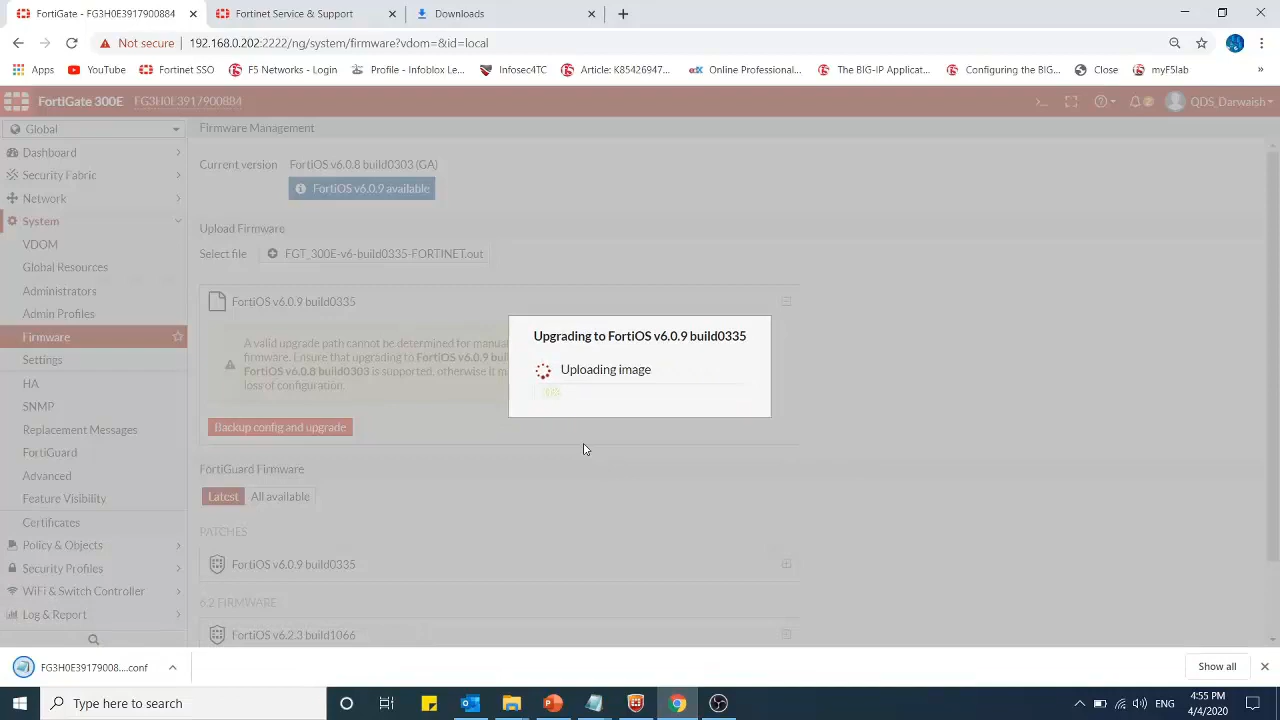 FortiGate - FG3H0E3917900884
Fortinet Service & Support
Downloads
Not secure
192.168.0.202:2222/ng/system/firmware?vdom=&id=local
Apps
YouTube
Fortinet SSO
F5 Networks - Login
Profile - Infoblox Le...
Infosec4TC
Article: K85426947...
Online Professional...
The BIG-IP Applicat...
Configuring the BIG...
Close
myF5lab
»
FortiGate 300E
FG3H0E3917900884
>_
QDS_Darwaish
Global
Firmware Management
Dashboard
Security Fabric
Network
System
VDOM
Global Resources
Administrators
Admin Profiles
Firmware
Settings
HA
SNMP
Replacement Messages
FortiGuard
Advanced
Feature Visibility
Certificates
Policy & Objects
Security Profiles
WiFi & Switch Controller
Log & Report
Current version
FortiOS v6.0.8 build0303 (GA)
FortiOS v6.0.9 available
Upload Firmware
Select file
FGT_300E-v6-build0335-FORTINET.out
FortiOS v6.0.9 build0335
A valid upgrade path cannot be determined for manua
firmware. Ensure that upgrading to FortiOS v6.0.9 bui
FortiOS v6.0.8 build0303 is supported, otherwise it m
loss of configuration.
Backup config and upgrade
Upgrading to FortiOS v6.0.9 build0335
Uploading image
FortiGuard Firmware
Latest
All available
PATCHES
FortiOS v6.0.9 build0335
6.2 FIRMWARE
FortiOS v6.2.3 build1066
FG3H0E39179008....conf
Show all
Type here to search
ENG
4:55 PM
4/4/2020